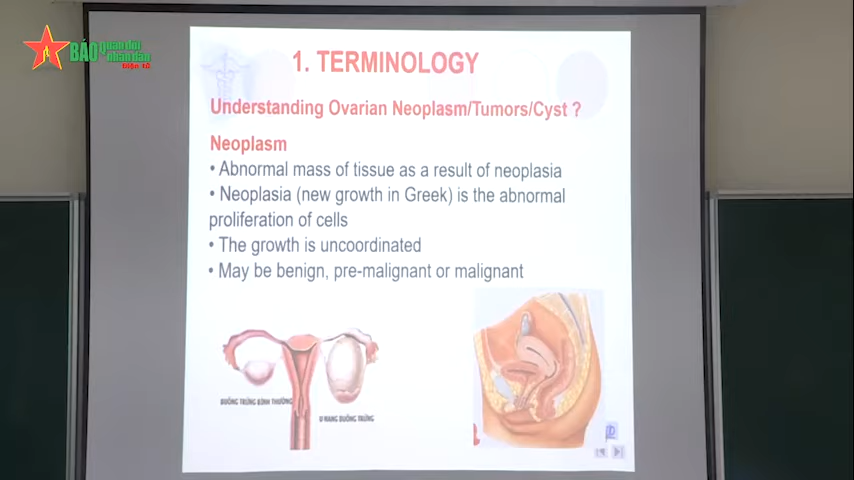 BÁO Quân đội
nhân dân
Điện tử
1. TERMINOLOGY
Understanding Ovarian Neoplasm/Tumors/Cyst ?
Neoplasm
• Abnormal mass of tissue as a result of neoplasia
• Neoplasia (new growth in Greek) is the abnormal
proliferation of cells
• The growth is uncoordinated
• May be benign, pre-malignant or malignant
BUỒNG TRỨNG BÌNH THƯỜNG
U NANG BUỒNG TRỨNG